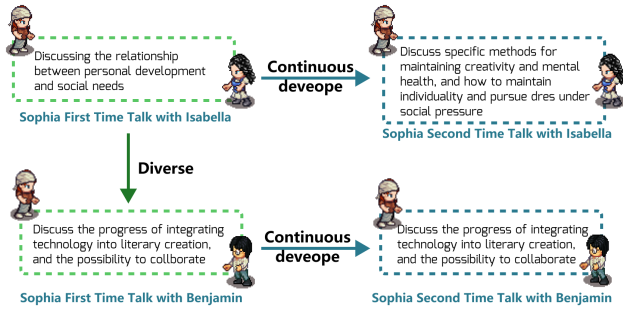 Discussing the relationship
between personal development
and social needs
Sophia First Time Talk with Isabella
Continuous
deveope
Discuss specific methods for
maintaining creativity and mental
health, and how to maintain
individuality and pursue dres under
social pressure
Sophia Second Time Talk with Isabella
Diverse
Discuss the progress of integrating
technology into literary creation,
and the possibility to collborate
Sophia First Time Talk with Benjamin
Continuous
deveope
Discuss the progress of integrating
technology into literary creation,
and the possibility to collaborate
Sophia Second Time Talk with Benjamin